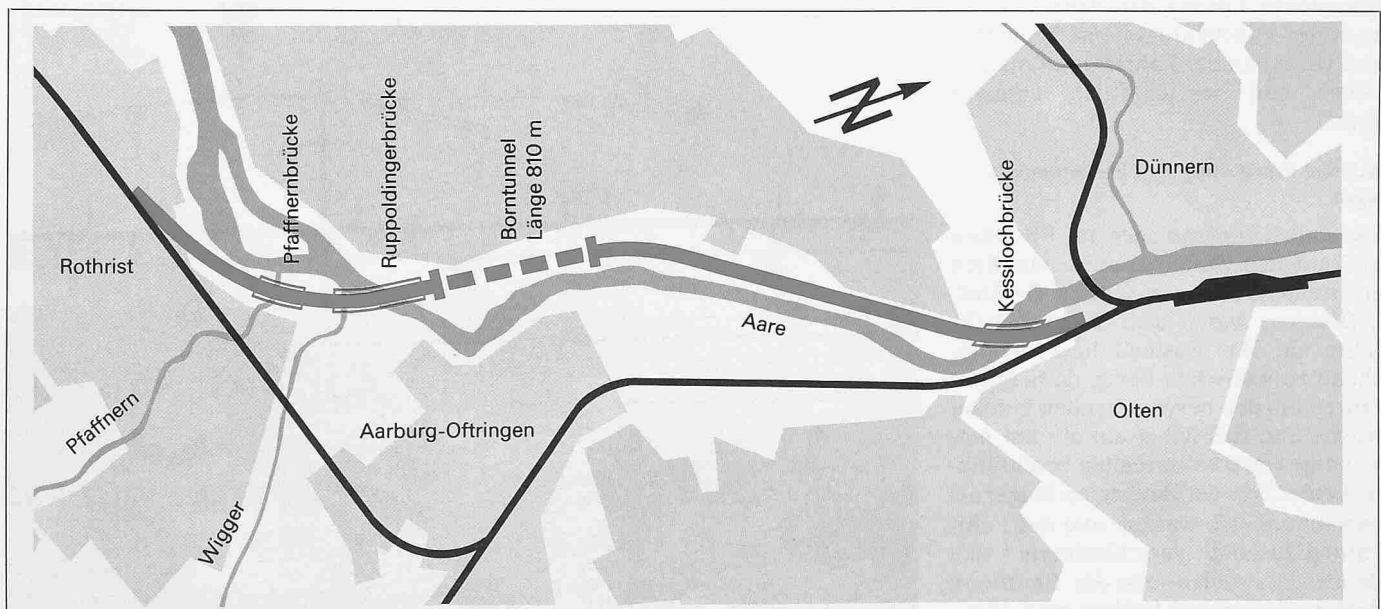 Pfaffnernbrücke
Ruppoldingerbrücke
Borntunnel
Länge 810 m
N
Kessilochbrücke
Dünnern
Rothrist
Aare
Pfaffnern
Aarburg-Oftringen
Olten
Wigger